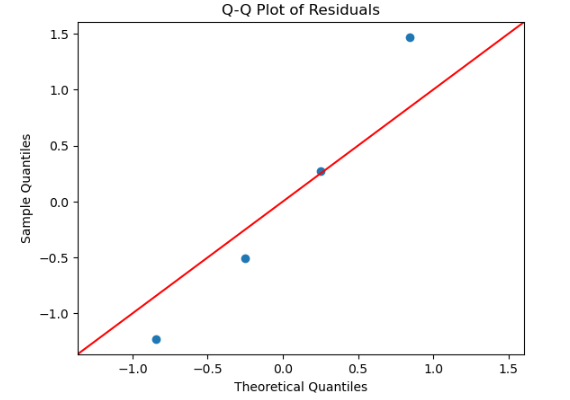 Q-Q Plot of Residuals
1.5
1.0
0.5
0.0
−0.5
−1.0
Sample Quantiles
−1.0 −0.5 0.0 0.5 1.0 1.5
Theoretical Quantiles